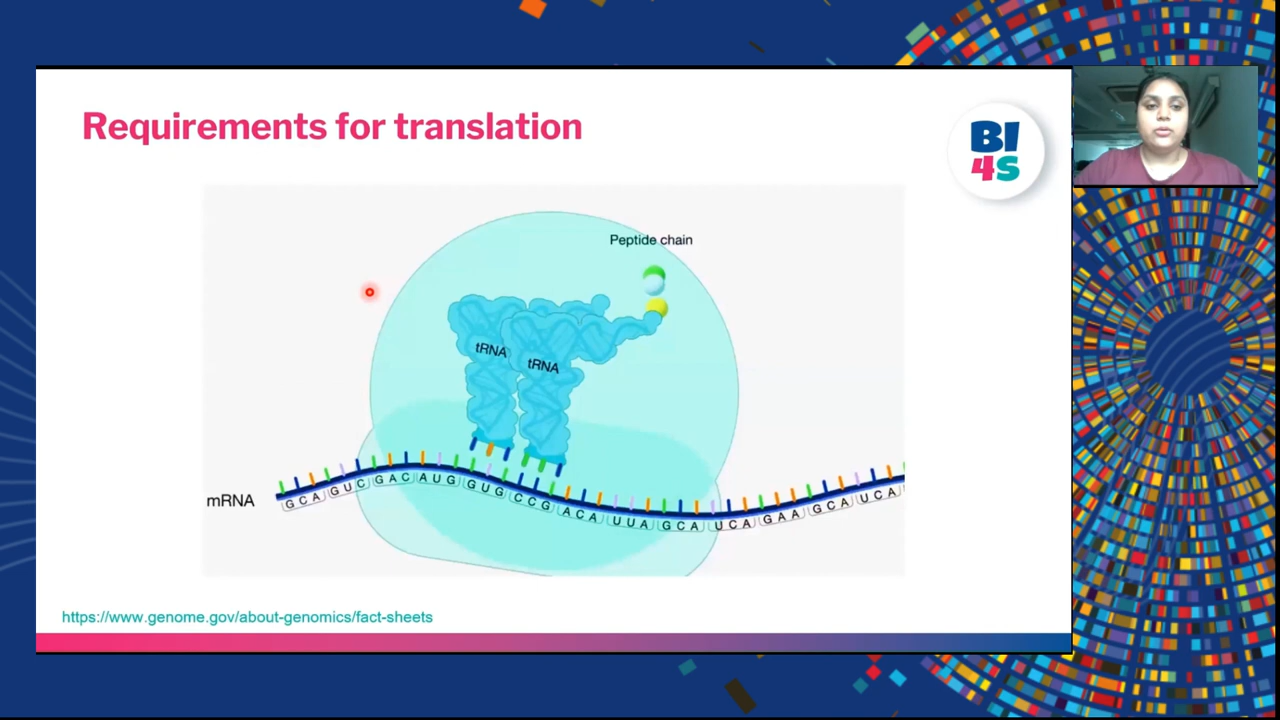 Requirements for translation
BI
4S
Peptide chain
tRNA
tRNA
mRNA
GCA GUC GAC AUG GUG CCG ACA UUA GCA UCA GAA GCA UCA
https://www.genome.gov/about-genomics/fact-sheets